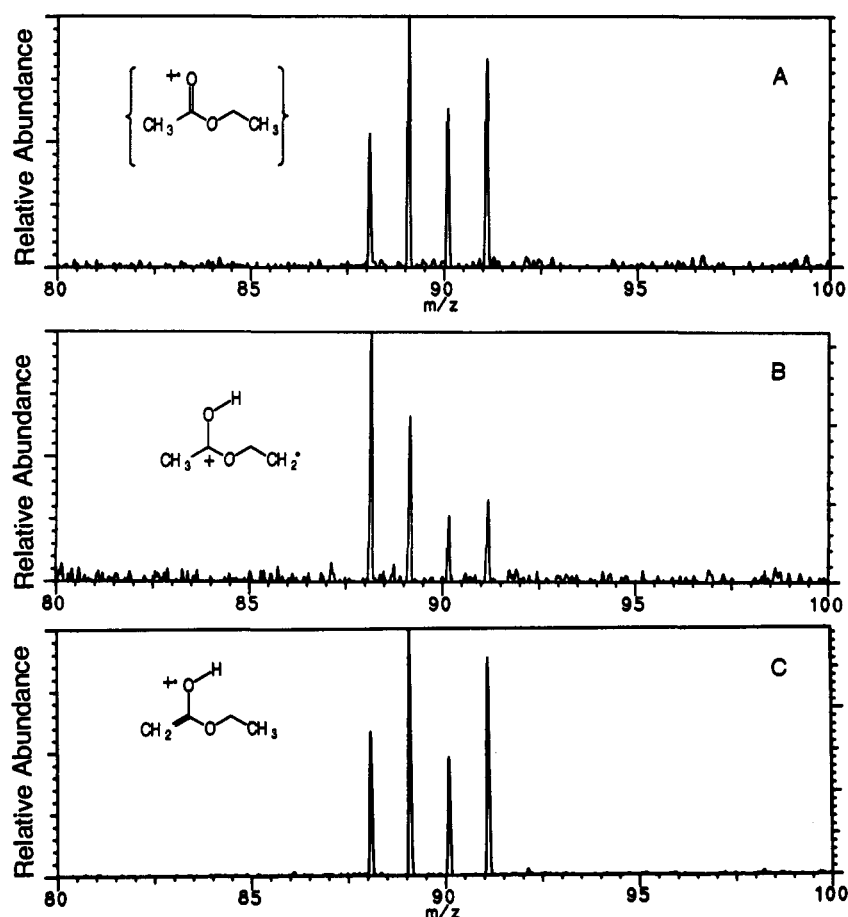 Relative Abundance
A
+•
O
CH3
O
CH3
80
85
90
95
100
m/z
Relative Abundance
B
H
O
CH3
+
O
CH2•
80
85
90
95
100
Relative Abundance
C
+•
H
O
CH2
O
CH3
80
85
90
95
100
m/z